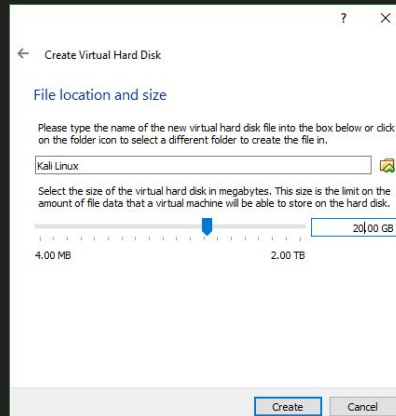 ?
×
← Create Virtual Hard Disk
File location and size
Please type the name of the new virtual hard disk file into the box below or click
on the folder icon to select a different folder to create the file in.
Kali Linux
Select the size of the virtual hard disk in megabytes. This size is the limit on the
amount of file data that a virtual machine will be able to store on the hard disk.
20,00 GB
4.00 MB 2.00 TB
Create Cancel